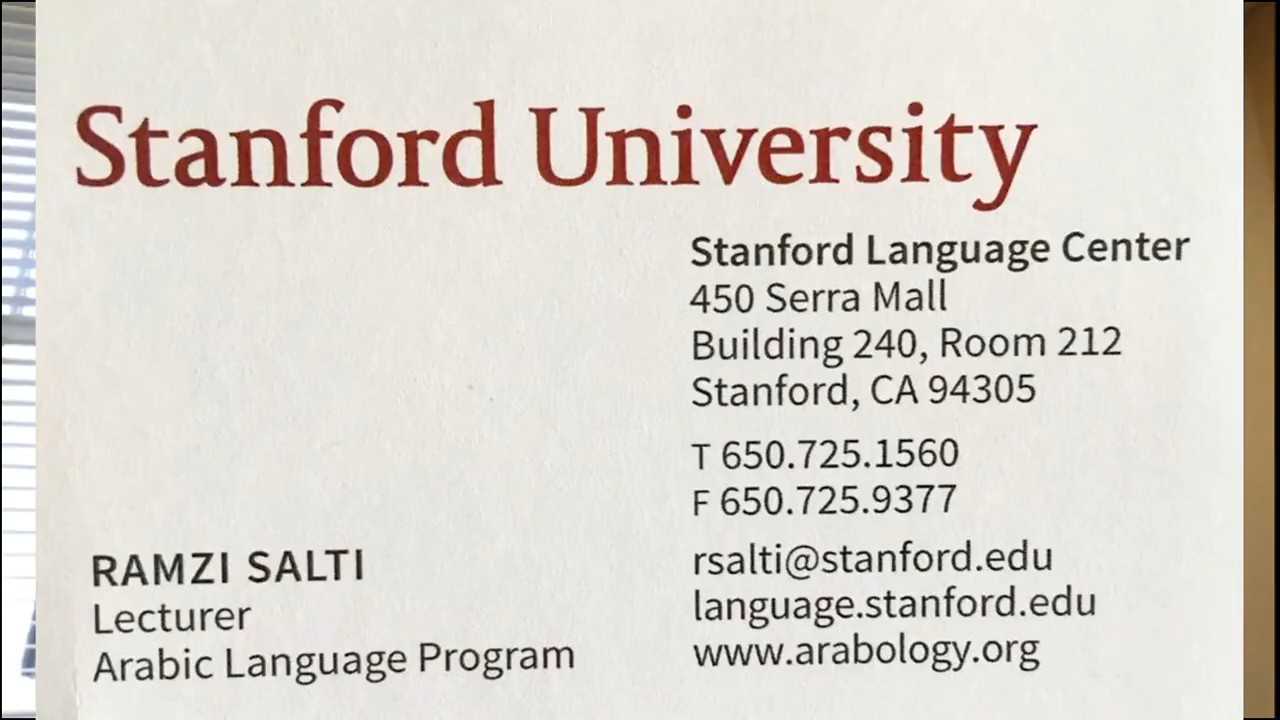 Stanford University
Stanford Language Center
450 Serra Mall
Building 240, Room 212
Stanford, CA 94305
T 650.725.1560
F 650.725.9377
rsalti@stanford.edu
language.stanford.edu
www.arabology.org
RAMZI SALTI
Lecturer
Arabic Language Program